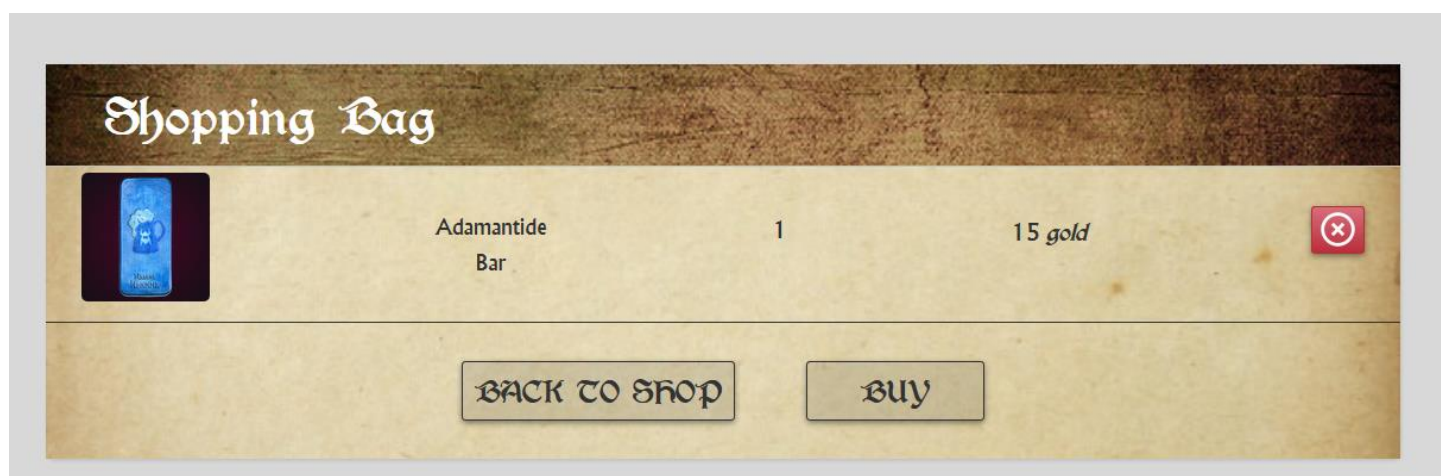 Shopping Bag
Adamantide
Bar
1
15 gold
BACK TO SHOP
BUY